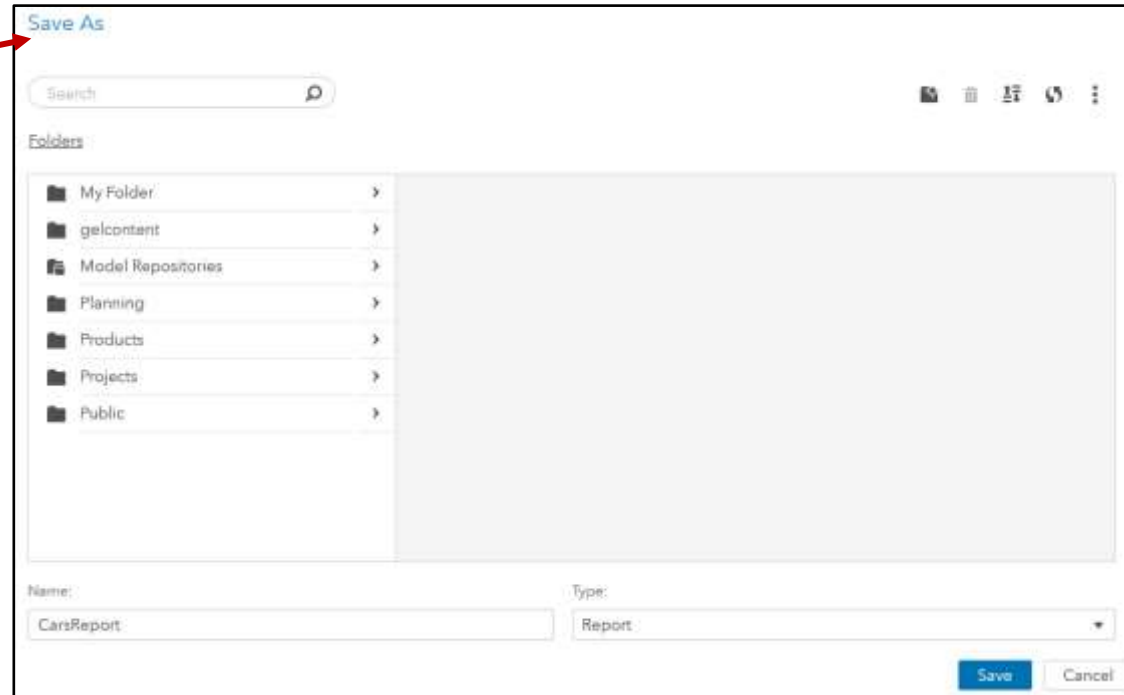 Save As
Search
Folders
My Folder
gelcontent
Model Repositories
Planning
Products
Projects
Public
Name:
Type:
CarsReport
Report
Save
Cancel